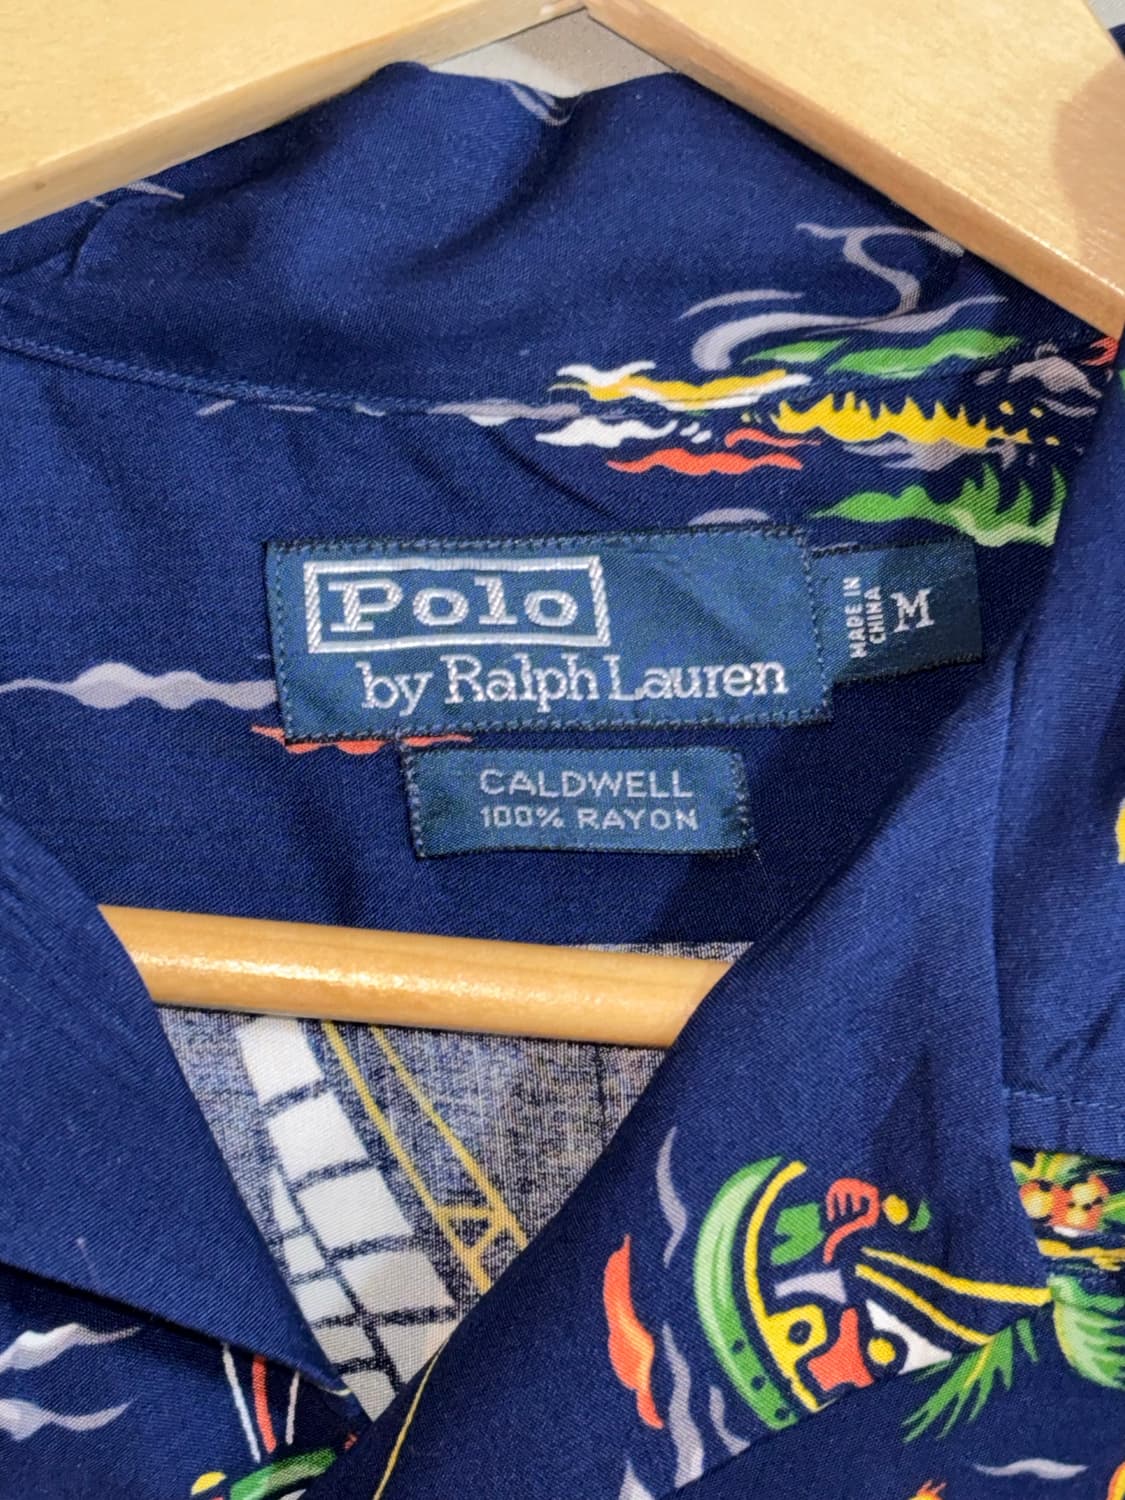 Polo
by Ralph Lauren
MADE IN
CHINA
M
CALDWELL
100% RAYON